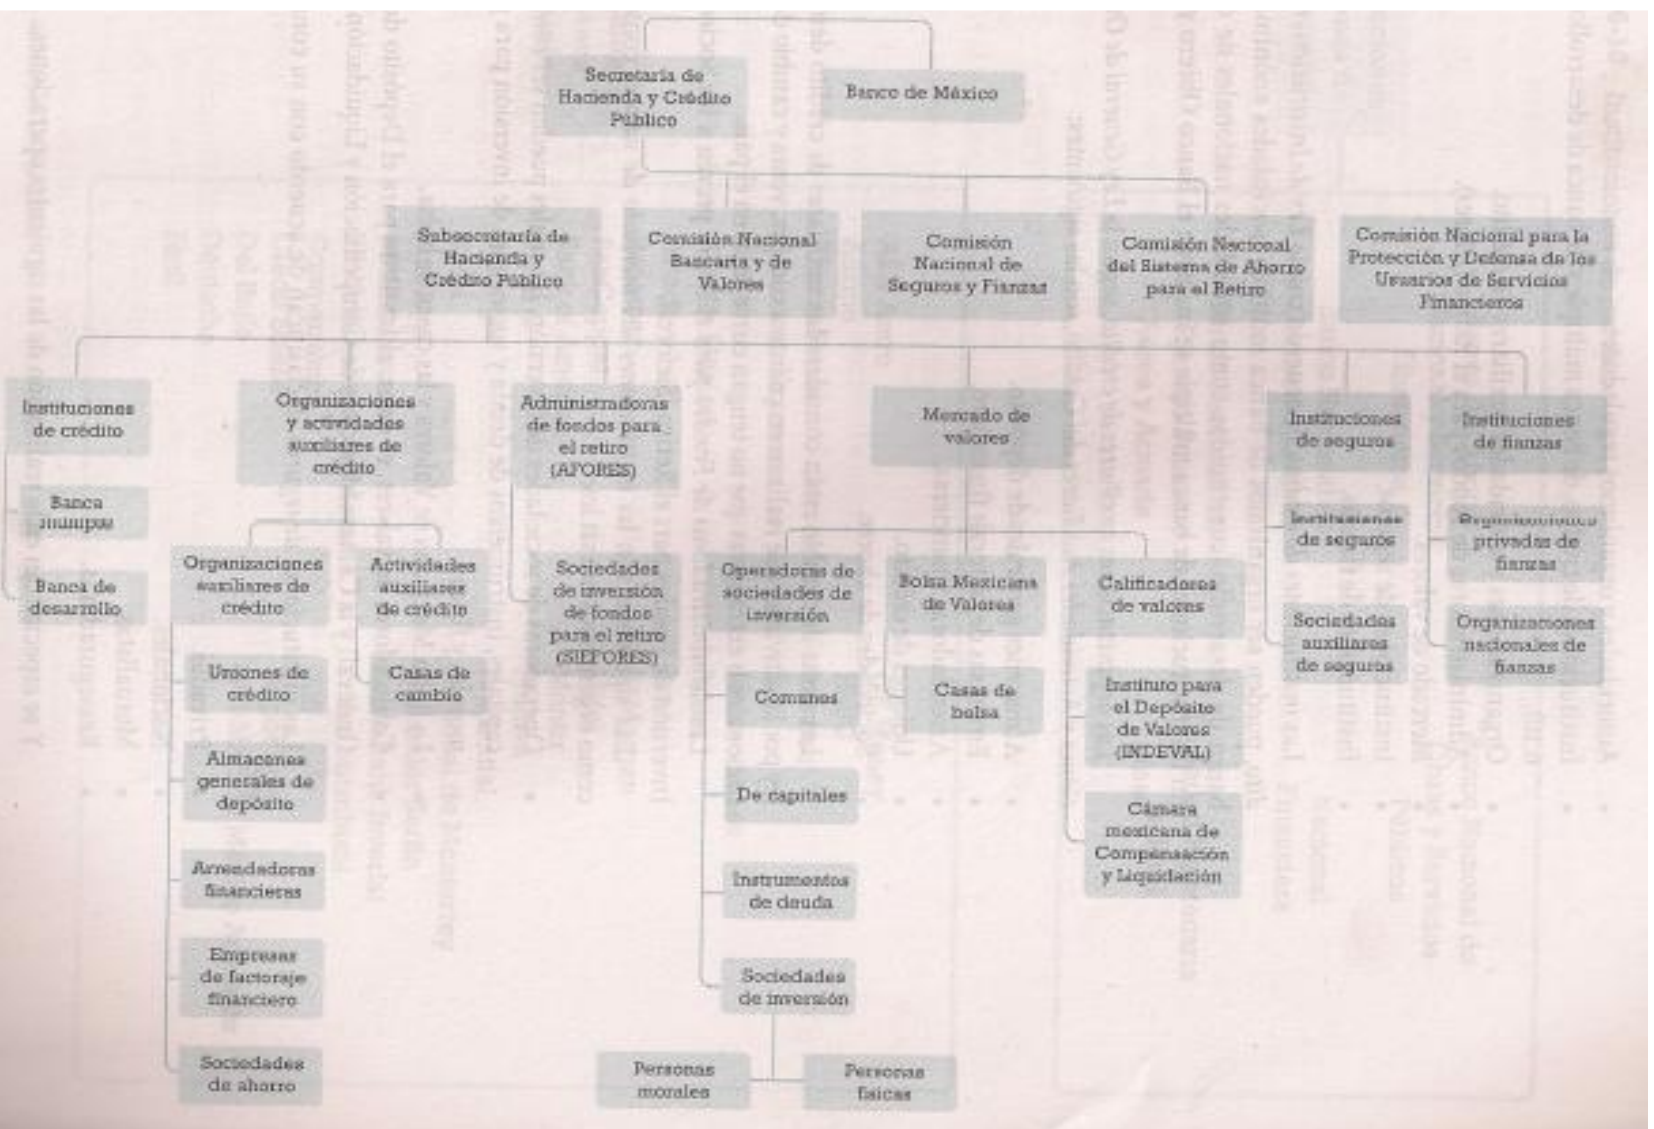 Secretaría de
Hacienda y Crédito
Público
Banco de México
Subsecretaría de
Hacienda y
Crédito Público
Comisión Nacional
Bancaria y de
Valores
Comisión
Nacional de
Seguros y Fianzas
Comisión Nacional
del Sistema de Ahorro
para el Retiro
Comisión Nacional para la
Protección y Defensa de los
Usuarios de Servicios
Financieros
Instituciones
de crédito
Organizaciones
y actividades
auxiliares de
crédito
Administradoras
de fondos para
el retiro
(AFORES)
Mercado de
valores
Instituciones
de seguros
Instituciones
de fianzas
Banca
múltiple
Banca de
desarrollo
Organizaciones
auxiliares de
crédito
Actividades
auxiliares
de crédito
Sociedades
de inversión
de fondos
para el retiro
(SIEFORES)
Operadoras de
sociedades de
inversión
Bolsa Mexicana
de Valores
Calificadores
de valores
Instituciones
de seguros
Sociedades
auxiliares
de seguros
privadas de
fianzas
Organizaciones
nacionales de
fianzas
Uniones de
crédito
Almacenes
generales de
depósito
Arrendadoras
financieras
Empresas
de factoraje
financiero
Sociedades
de ahorro
Casas de
cambio
Comunes
De capitales
Instrumentos
de deuda
Sociedades
de inversión
Personas
morales
Personas
físicas
Casas de
bolsa
Instituto para
el Depósito
de Valores
(INDEVAL)
Cámara
mexicana de
Compensación
y Liquidación